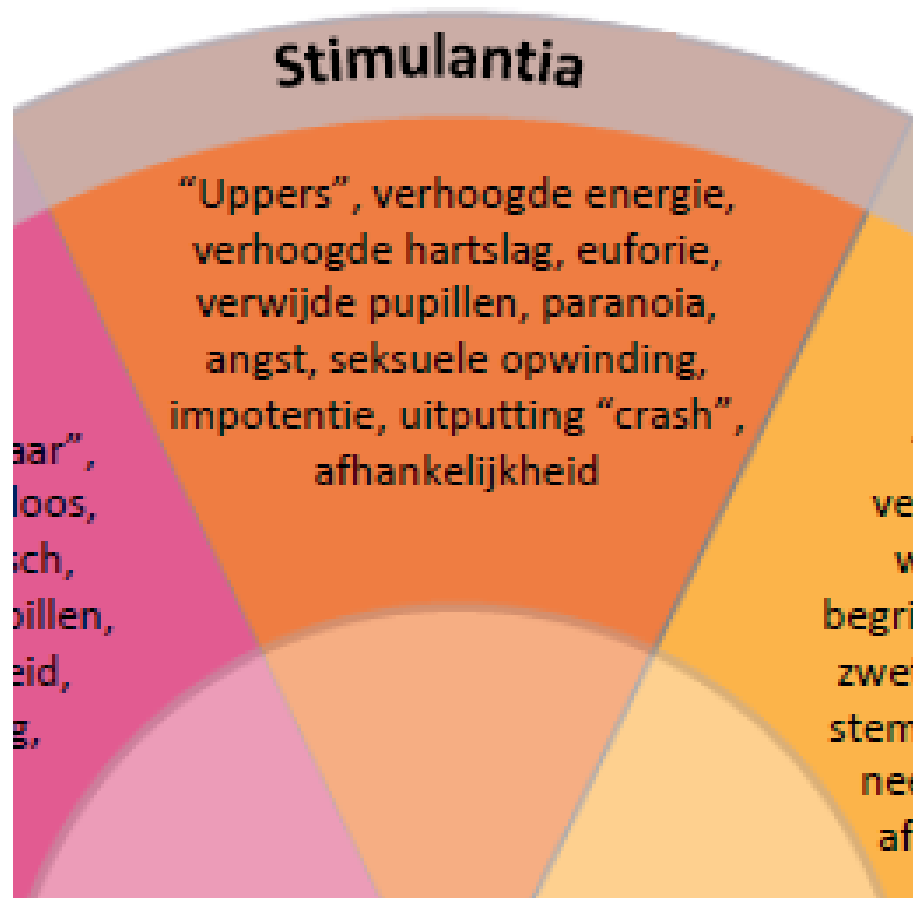 Stimulantia
“Uppers”, verhoogde energie,
verhoogde hartslag, euforie,
verwijde pupillen, paranoia,
angst, seksuele opwinding,
impotentie, uitputting “crash”,
afhankelijkheid